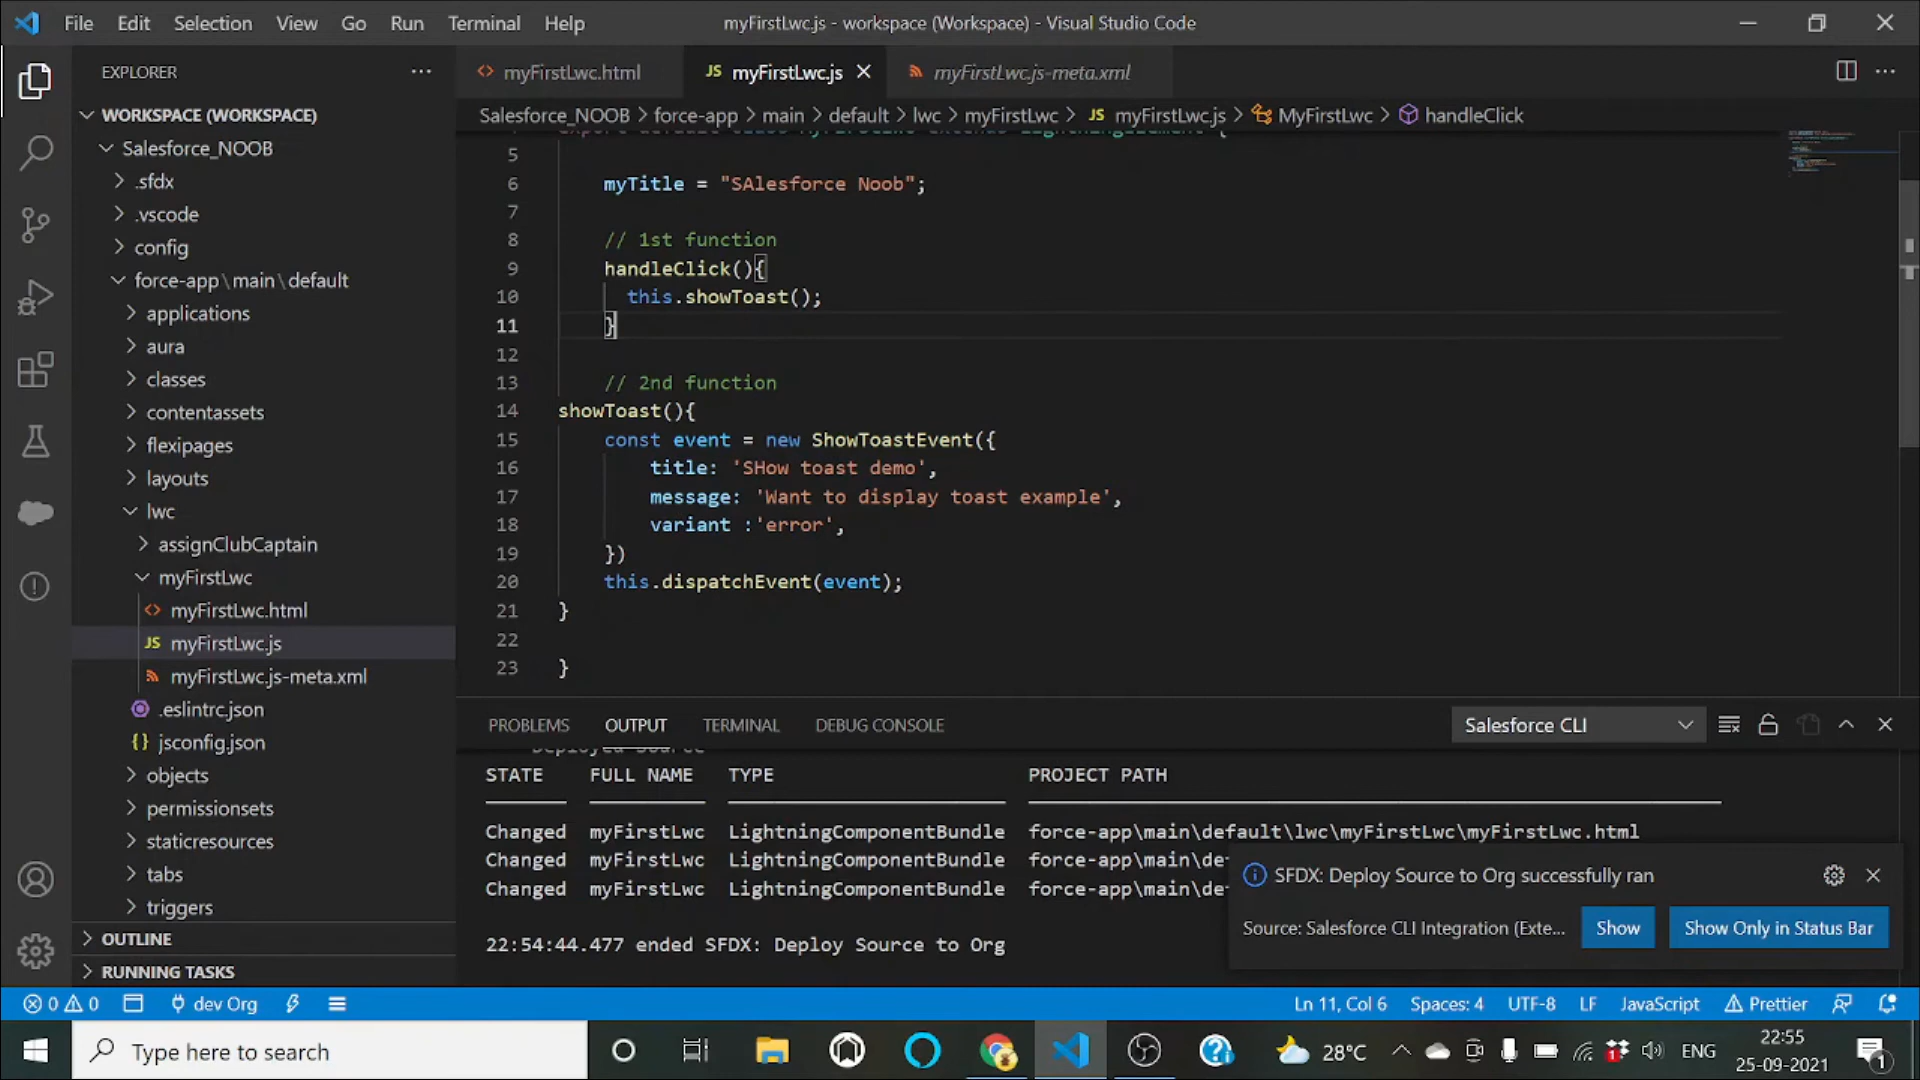 File Edit Selection View Go Run Terminal Help
myFirstLwc.js - workspace (Workspace) - Visual Studio Code
EXPLORER
WORKSPACE (WORKSPACE)
Salesforce_NOOB
.sfdx
.vscode
config
force-app\main\default
applications
aura
classes
contentassets
flexipages
layouts
lwc
assignClubCaptain
myFirstLwc
myFirstLwc.html
JS myFirstLwc.js
myFirstLwc.js-meta.xml
.eslintrc.json
{} jsconfig.json
objects
permissionsets
staticresources
tabs
triggers
OUTLINE
RUNNING TASKS
myFirstLwc.html JS myFirstLwc.js myFirstLwc.js-meta.xml
Salesforce_NOOB > force-app > main > default > lwc > myFirstLwc > JS myFirstLwc.js > MyFirstLwc > handleClick
export default class MyFirstLwc extends LightningElement {
5
6 myTitle = "SAlesforce Noob";
7
8 // 1st function
9 handleClick(){
10 this.showToast();
11 }
12
13 // 2nd function
14 showToast(){
15 const event = new ShowToastEvent({
16 title: 'SHow toast demo',
17 message: 'Want to display toast example',
18 variant :'error',
19 })
20 this.dispatchEvent(event);
21 }
22
23 }
PROBLEMS OUTPUT TERMINAL DEBUG CONSOLE
Salesforce CLI
Deployed Source
STATE FULL NAME TYPE PROJECT PATH
Changed myFirstLwc LightningComponentBundle force-app\main\default\lwc\myFirstLwc\myFirstLwc.html
Changed myFirstLwc LightningComponentBundle force-app\main\de
Changed myFirstLwc LightningComponentBundle force-app\main\de
22:54:44.477 ended SFDX: Deploy Source to Org
SFDX: Deploy Source to Org successfully ran
Source: Salesforce CLI Integration (Exte... Show Show Only in Status Bar
0 0 dev Org
Ln 11, Col 6 Spaces: 4 UTF-8 LF JavaScript Prettier
Type here to search
28°C
ENG
22:55
25-09-2021
1